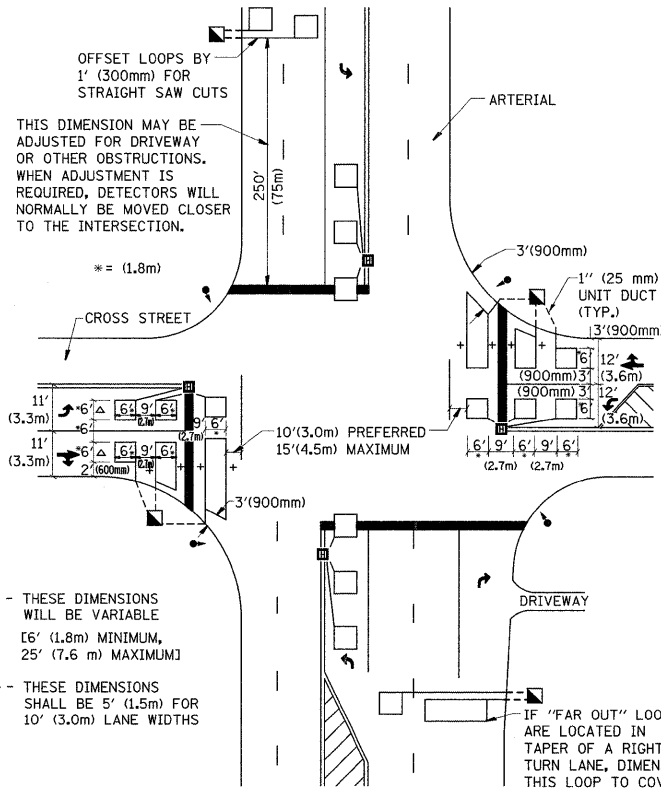 OFFSET LOOPS BY
1' (300mm) FOR
STRAIGHT SAW CUTS
ARTERIAL
THIS DIMENSION MAY BE
ADJUSTED FOR DRIVEWAY
OR OTHER OBSTRUCTIONS.
WHEN ADJUSTMENT IS
REQUIRED, DETECTORS WILL
NORMALLY BE MOVED CLOSER
TO THE INTERSECTION.
250'
(75m)
* = (1.8m)
3'(900mm)
1" (25 mm)
UNIT DUCT
(TYP.)
CROSS STREET
3'(900mm
6'
*
12'
(3.6m)
(900mm) 3'
(900mm) 3'
12'
(3.6m)
6'
*
11'
(3.3m)
*6'
6'* 9' 6'*
(2.7m)
9' 6'
(2.7m) *
*6'
11'
(3.3m)
*6'
6'* 9' 6'*
(2.7m)
2' (600mm)
10'(3.0m) PREFERRED
15'(4.5m) MAXIMUM
6' 9' 6' 9' 6'
* (2.7m) * (2.7m) *
3'(900mm)
- THESE DIMENSIONS
WILL BE VARIABLE
[6' (1.8m) MINIMUM,
25' (7.6 m) MAXIMUM]
- THESE DIMENSIONS
SHALL BE 5' (1.5m) FOR
10' (3.0m) LANE WIDTHS
DRIVEWAY
IF "FAR OUT" LOO
ARE LOCATED IN
TAPER OF A RIGHT
TURN LANE, DIMEN
THIS LOOP TO COV